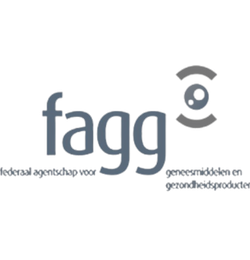 fagg
federaal agentschap voor geneesmiddelen en
gezondheidsproducten